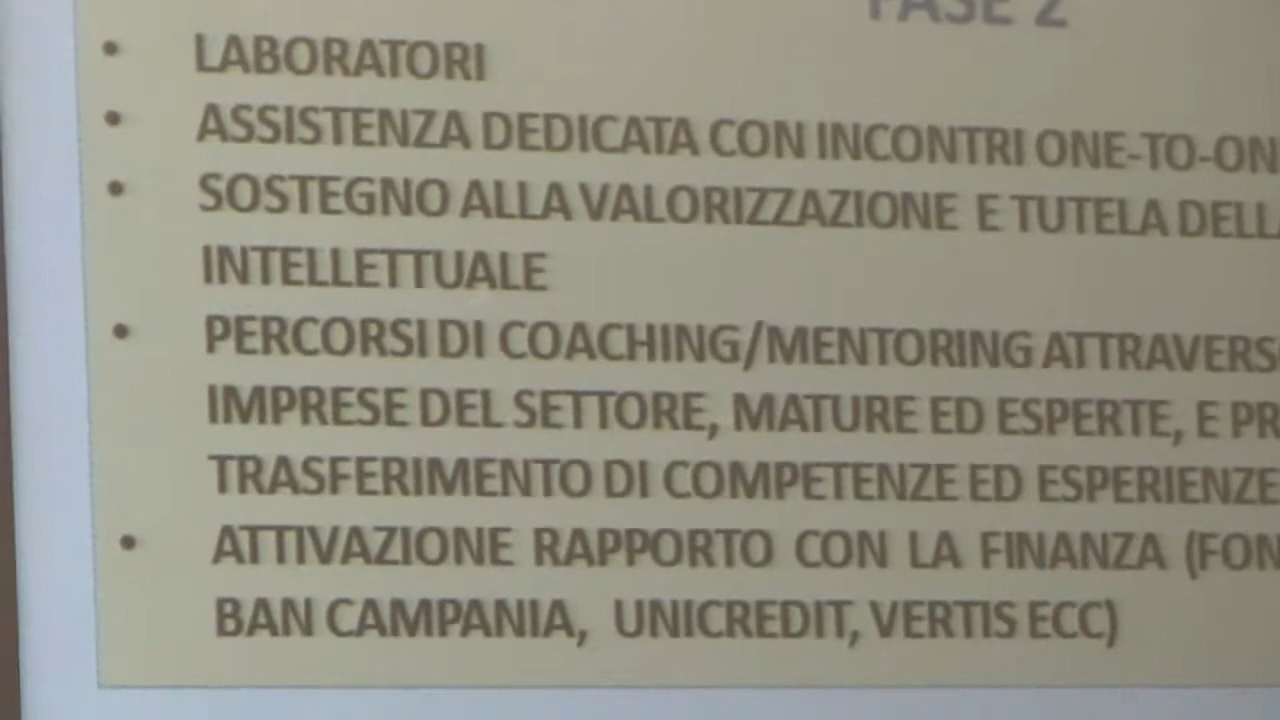 FASE 2
• LABORATORI
• ASSISTENZA DEDICATA CON INCONTRI ONE-TO-ON
• SOSTEGNO ALLA VALORIZZAZIONE E TUTELA DELL
INTELLETTUALE
• PERCORSI DI COACHING/MENTORING ATTRAVERS
IMPRESE DEL SETTORE, MATURE ED ESPERTE, E PR
TRASFERIMENTO DI COMPETENZE ED ESPERIENZE
• ATTIVAZIONE RAPPORTO CON LA FINANZA (FON
BAN CAMPANIA, UNICREDIT, VERTIS ECC)